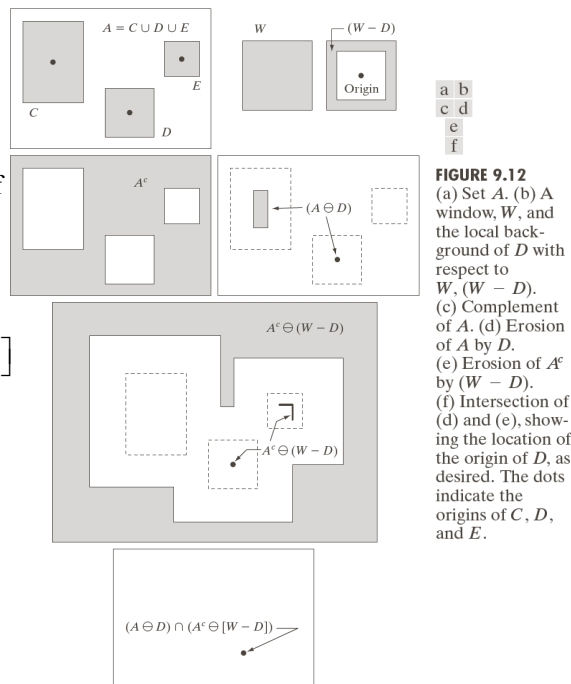 A = C ∪ D ∪ E
C
E
D
W
(W − D)
Origin
a b
c d
e
f
f
A^c
(A ⊖ D)
]
A^c ⊖ (W − D)
A^c ⊖ (W − D)
(A ⊖ D) ∩ (A^c ⊖ [W − D])
FIGURE 9.12
(a) Set A. (b) A
window, W, and
the local back-
ground of D with
respect to
W, (W − D).
(c) Complement
of A. (d) Erosion
of A by D.
(e) Erosion of A^c
by (W − D).
(f) Intersection of
(d) and (e), show-
ing the location of
the origin of D, as
desired. The dots
indicate the
origins of C, D,
and E.